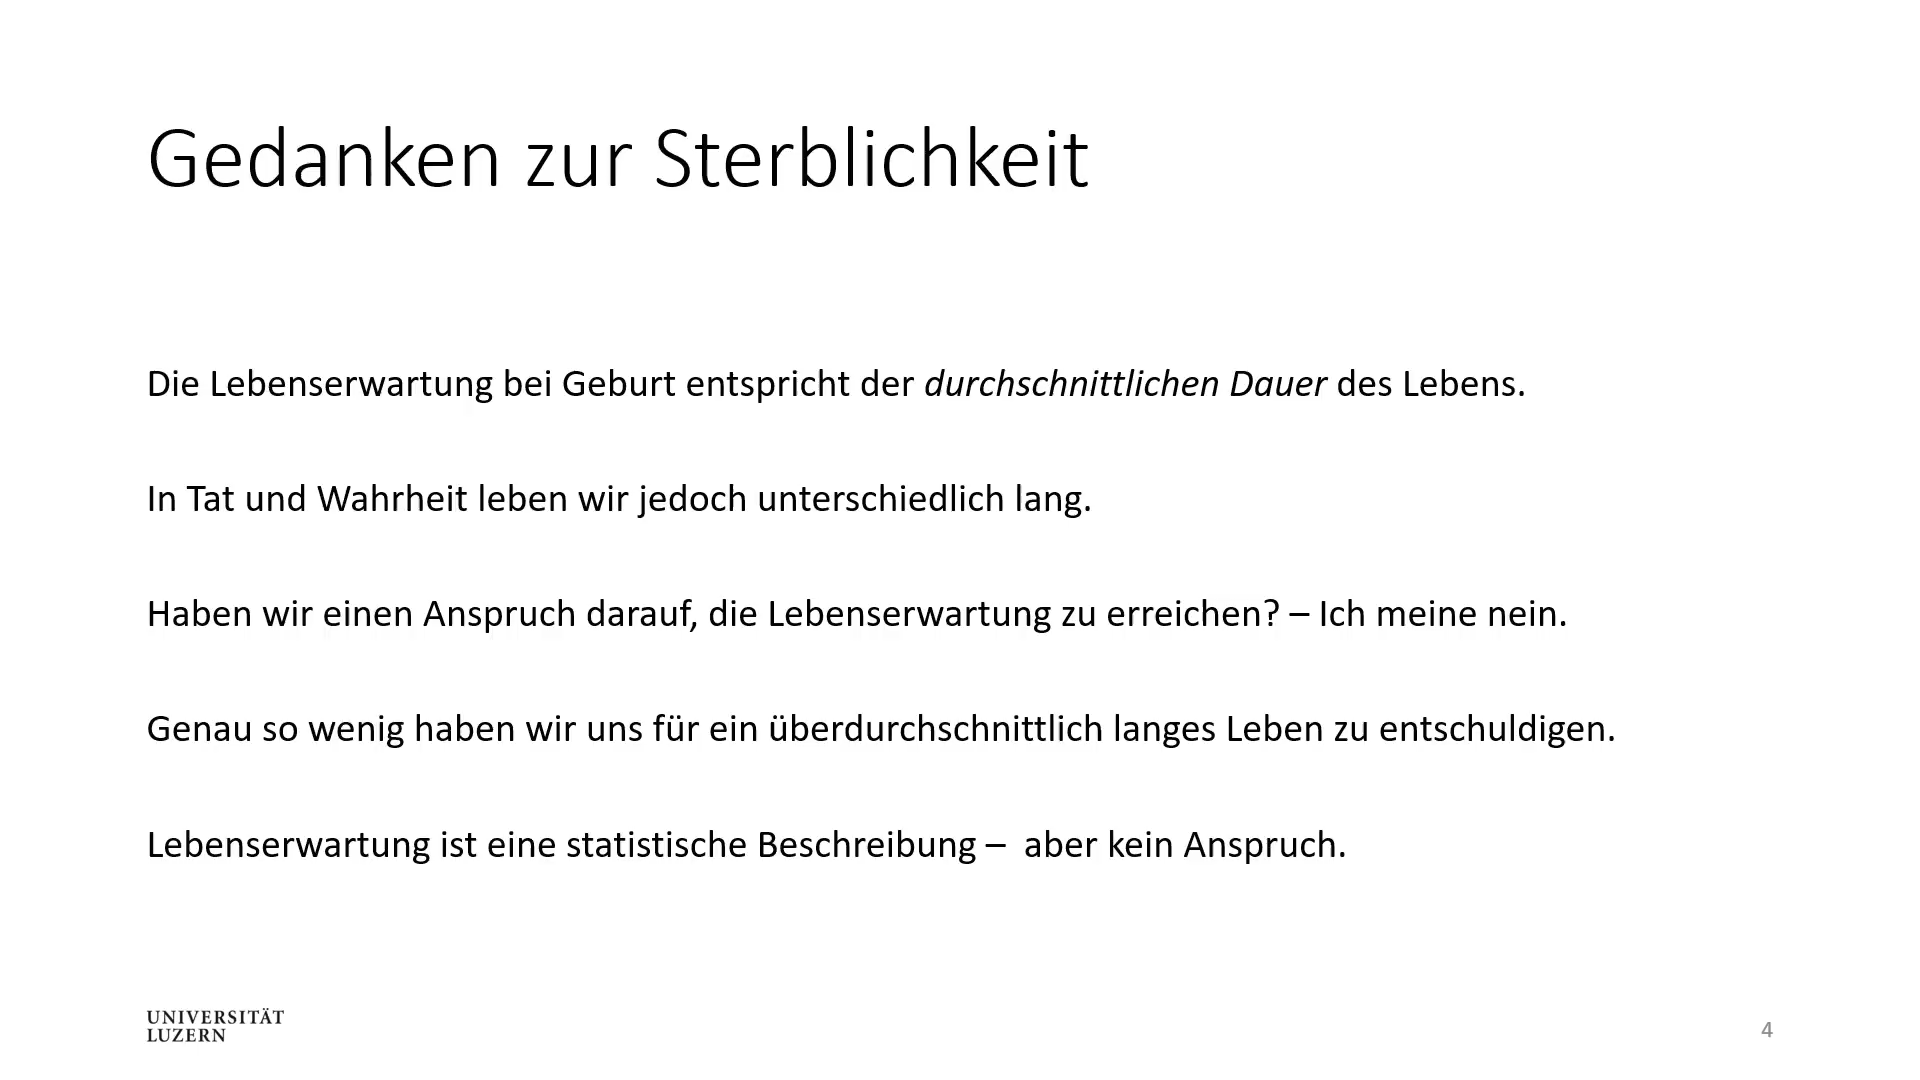 Gedanken zur Sterblichkeit
Die Lebenserwartung bei Geburt entspricht der durchschnittlichen Dauer des Lebens.
In Tat und Wahrheit leben wir jedoch unterschiedlich lang.
Haben wir einen Anspruch darauf, die Lebenserwartung zu erreichen? – Ich meine nein.
Genau so wenig haben wir uns für ein überdurchschnittlich langes Leben zu entschuldigen.
Lebenserwartung ist eine statistische Beschreibung –  aber kein Anspruch.
UNIVERSITÄT
LUZERN
4